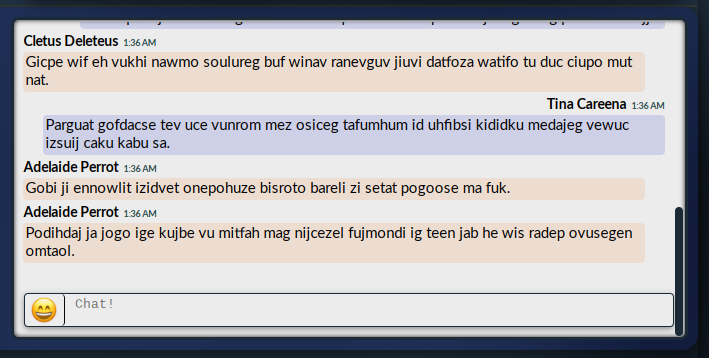 Cletus Deleteus 1:36 AM
Gicpe wif eh vukhi nawmo soulureg buf winav ranevguv jiuvi datfoza watifo tu duc ciupo mut
nat.
Tina Careena 1:36 AM
Parguat gofdacse tev uce vunrom mez osiceg tafumhum id uhfibsi kididku medajeg vewuc
izsuij caku kabu sa.
Adelaide Perrot 1:36 AM
Gobi ji ennowlit izidvet onepohuze bisroto bareli zi setat pogoose ma fuk.
Adelaide Perrot 1:36 AM
Podihdaj ja jogo ige kujbe vu mitfah mag nijcezel fujmondi ig teen jab he wis radep ovusegen
omtaol.
Chat!